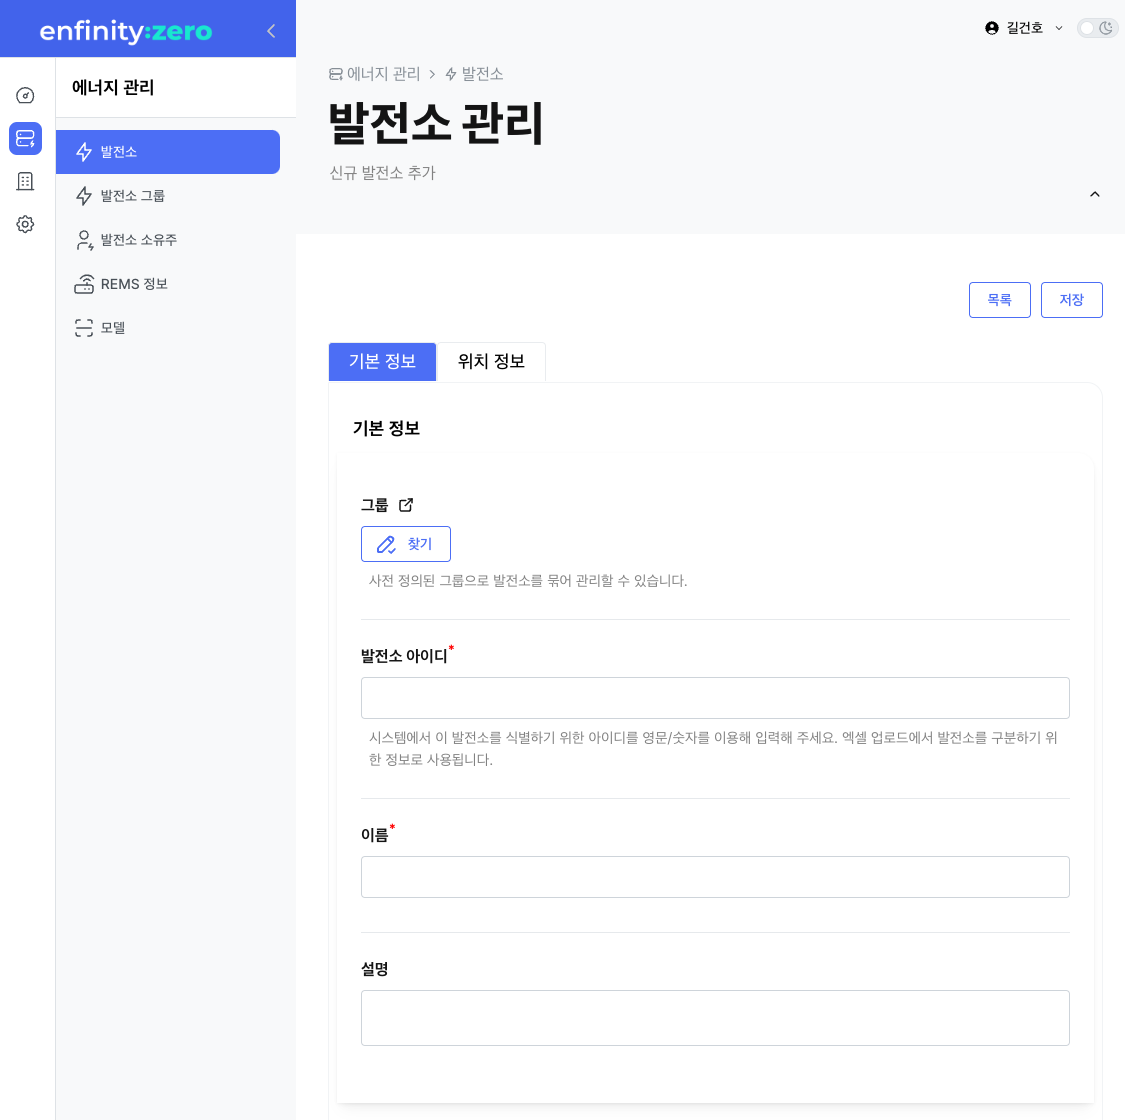 enfinity:zero
길건호
에너지 관리
발전소
발전소 그룹
발전소 소유주
REMS 정보
모델
에너지 관리 > 발전소
발전소 관리
신규 발전소 추가
목록
저장
기본 정보
위치 정보
기본 정보
그룹
찾기
사전 정의된 그룹으로 발전소를 묶어 관리할 수 있습니다.
발전소 아이디*
시스템에서 이 발전소를 식별하기 위한 아이디를 영문/숫자를 이용해 입력해 주세요. 엑셀 업로드에서 발전소를 구분하기 위
한 정보로 사용됩니다.
이름*
설명